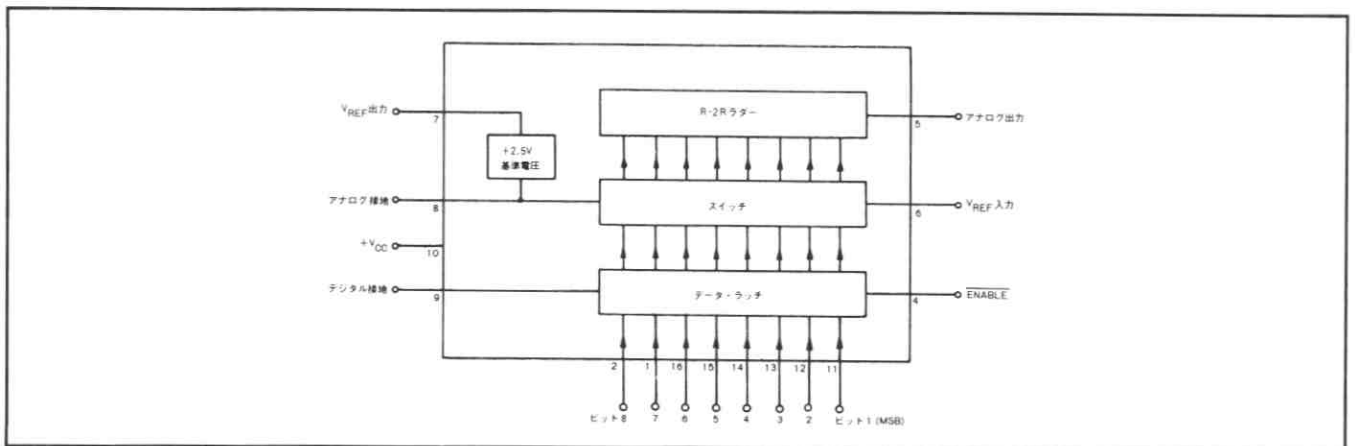 VREF出力
7
+2.5V
基準電圧
アナログ接地
8
+VCC
10
デジタル接地
9
R-2Rラダー
5
アナログ出力
スイッチ
6
VREF入力
データ・ラッチ
4
ENABLE
2 1 16 15 14 13 12 11
ビット8 7 6 5 4 3 2 ビット1 (MSB)